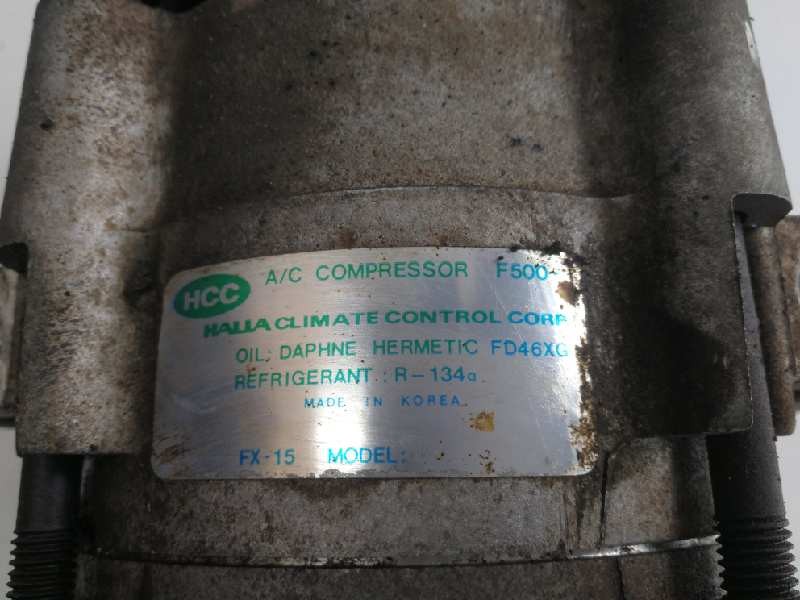 HCC A/C COMPRESSOR F500-
HALLA CLIMATE CONTROL CORP
OIL: DAPHNE HERMETIC FD46XG
REFRIGERANT : R-134a
MADE IN KOREA
FX-15 MODEL: